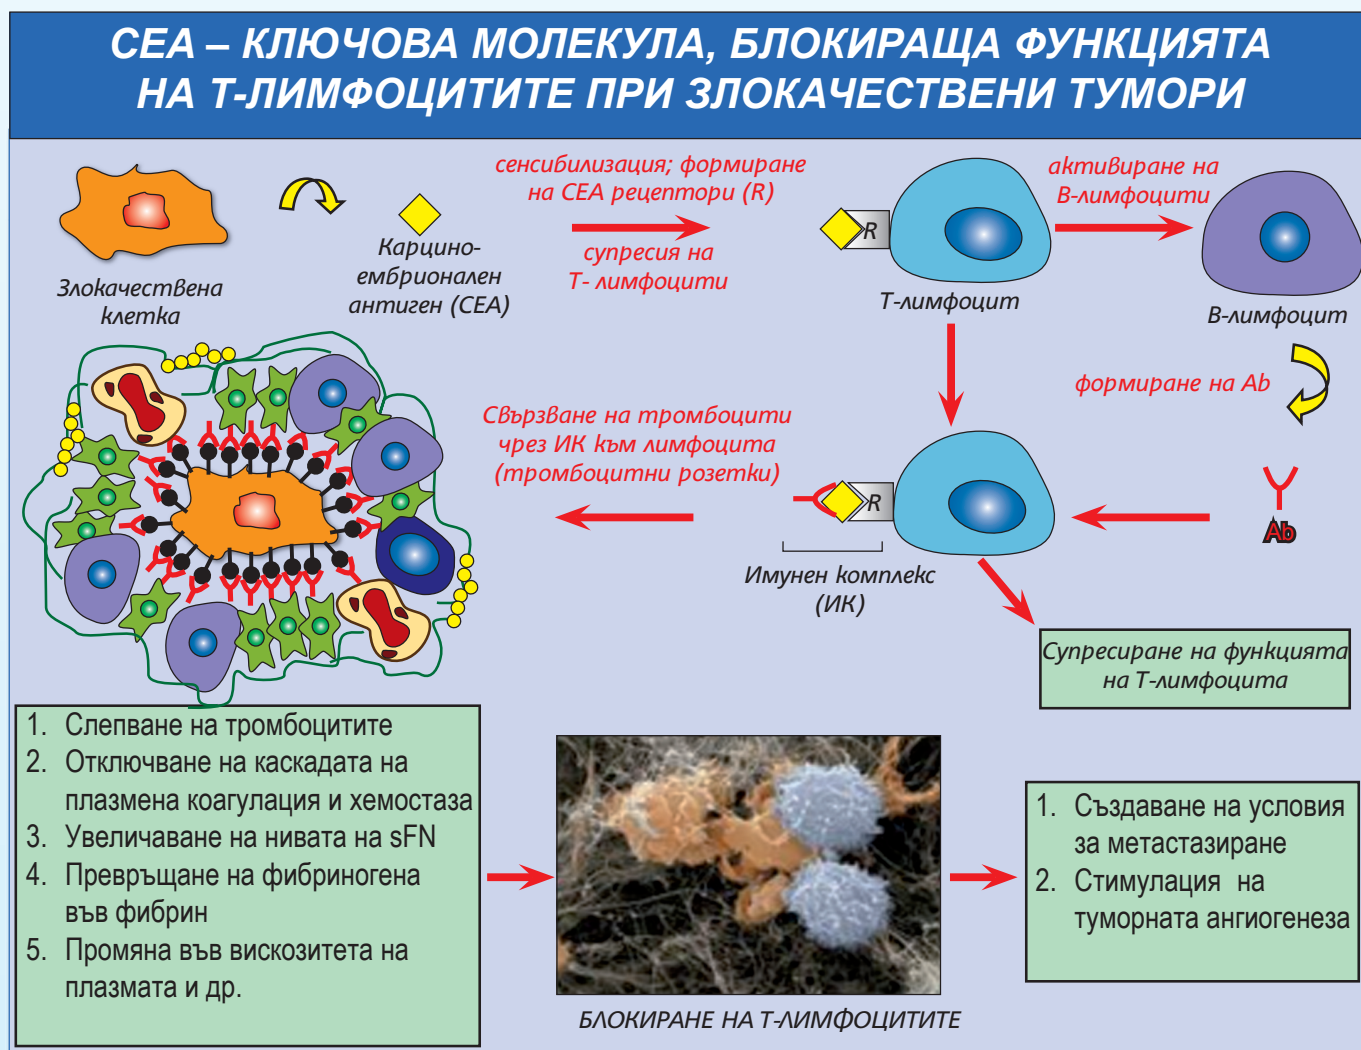 СЕА – КЛЮЧОВА МОЛЕКУЛА, БЛОКИРАЩА ФУНКЦИЯТА
НА Т-ЛИМФОЦИТИТЕ ПРИ ЗЛОКАЧЕСТВЕНИ ТУМОРИ
Злокачествена
клетка
Карцино-
ембрионален
антиген (СЕА)
сенсибилизация; формиране
на СЕА рецептори (R)
супресия на
Т- лимфоцити
R
Т-лимфоцит
активиране на
В-лимфоцити
В-лимфоцит
формиране на Ab
Ab
Свързване на тромбоцити
чрез ИК към лимфоцита
(тромбоцитни розетки)
R
Имунен комплекс
(ИК)
Супресиране на функцията
на Т-лимфоцита
1. Слепване на тромбоцитите
2. Отключване на каскадата на
плазмена коагулация и хемостаза
3. Увеличаване на нивата на sFN
4. Превръщане на фибриногена
във фибрин
5. Промяна във вискозитета на
плазмата и др.
БЛОКИРАНЕ НА Т-ЛИМФОЦИТИТЕ
1. Създаване на условия
за метастазиране
2. Стимулация на
туморната ангиогенеза